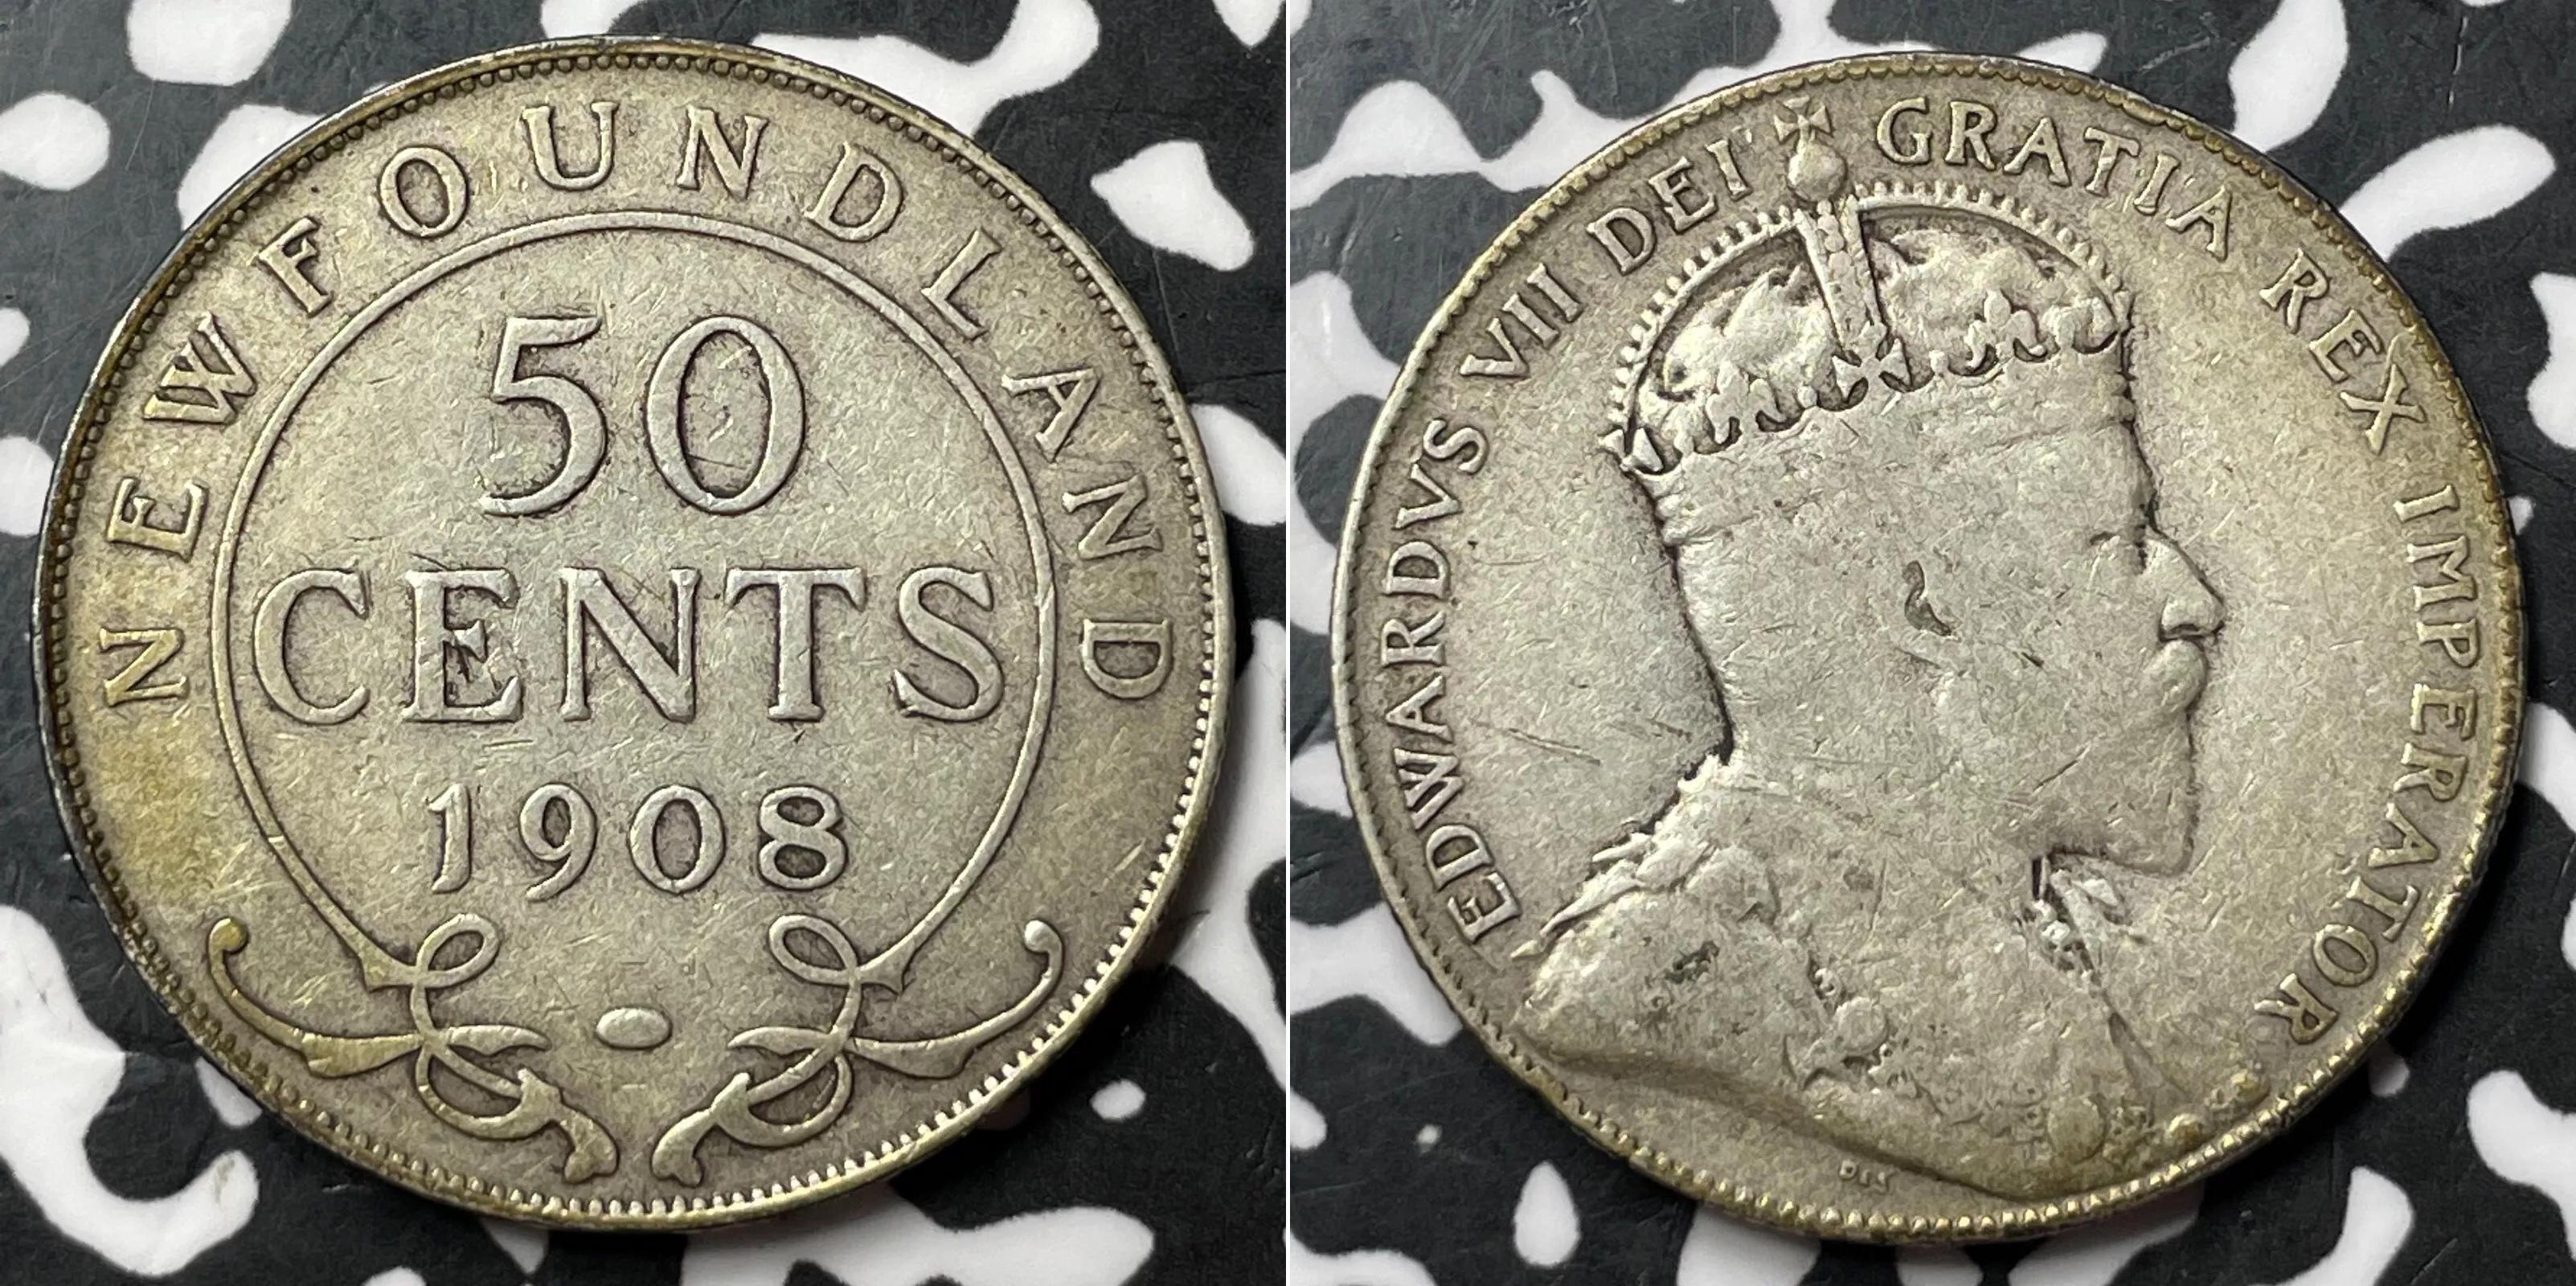 NEWFOUNDLAND
50
CENTS
1908
EDWARDVS VII DEI GRATIA REX IMPERATOR